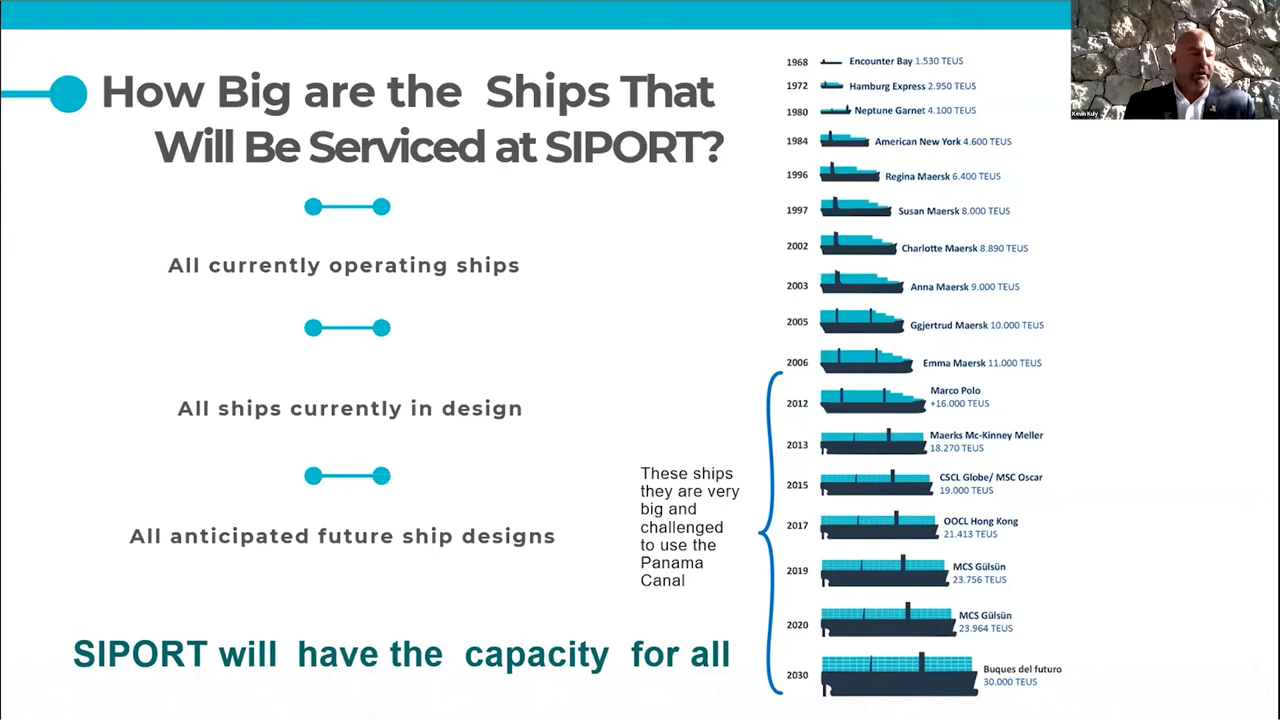 How Big are the Ships That
Will Be Serviced at SIPORT?
All currently operating ships
All ships currently in design
All anticipated future ship designs
SIPORT will have the capacity for all
These ships
they are very
big and
challenged
to use the
Panama
Canal
1968 Encounter Bay 1.530 TEUS
1972 Hamburg Express 2.950 TEUS
1980 Neptune Garnet 4.100 TEUS
1984 American New York 4.600 TEUS
1996 Regina Maersk 6.400 TEUS
1997 Susan Maersk 8.000 TEUS
2002 Charlotte Maersk 8.890 TEUS
2003 Anna Maersk 9.000 TEUS
2005 Ggjertrud Maersk 10.000 TEUS
2006 Emma Maersk 11.000 TEUS
2012 Marco Polo
+16.000 TEUS
2013 Maerks Mc-Kinney Meller
18.270 TEUS
2015 CSCL Globe/ MSC Oscar
19.000 TEUS
2017 OOCL Hong Kong
21.413 TEUS
2019 MCS Gülsün
23.756 TEUS
2020 MCS Gülsün
23.964 TEUS
2030 Buques del futuro
30.000 TEUS
Kevin Kuly